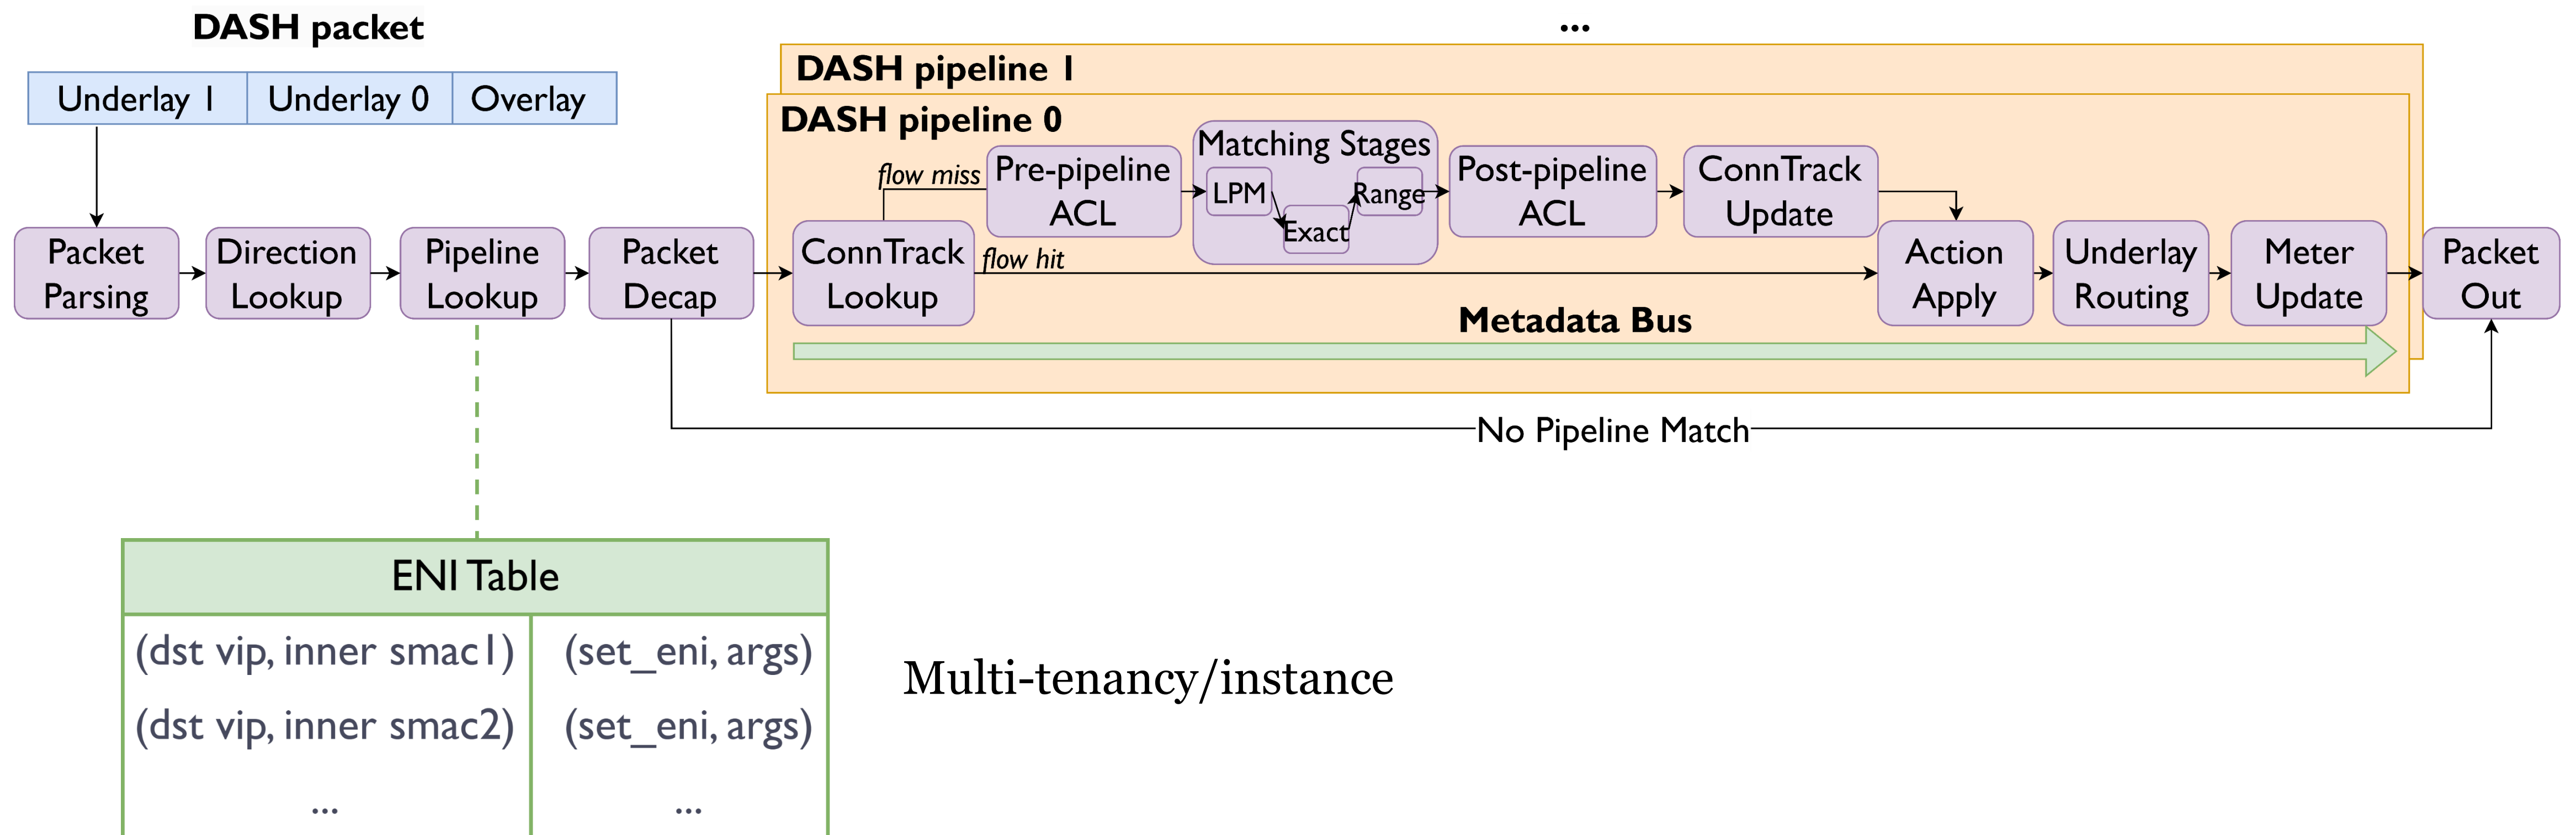 DASH packet
Underlay 1 Underlay 0 Overlay
...
DASH pipeline 1
DASH pipeline 0
Packet
Parsing
Direction
Lookup
Pipeline
Lookup
Packet
Decap
ConnTrack
Lookup
flow miss
flow hit
Pre-pipeline
ACL
Matching Stages
LPM
Exact
Range
Post-pipeline
ACL
ConnTrack
Update
Action
Apply
Underlay
Routing
Meter
Update
Packet
Out
Metadata Bus
No Pipeline Match
ENI Table
(dst vip, inner smac1) (set_eni, args)
(dst vip, inner smac2) (set_eni, args)
... ...
Multi-tenancy/instance